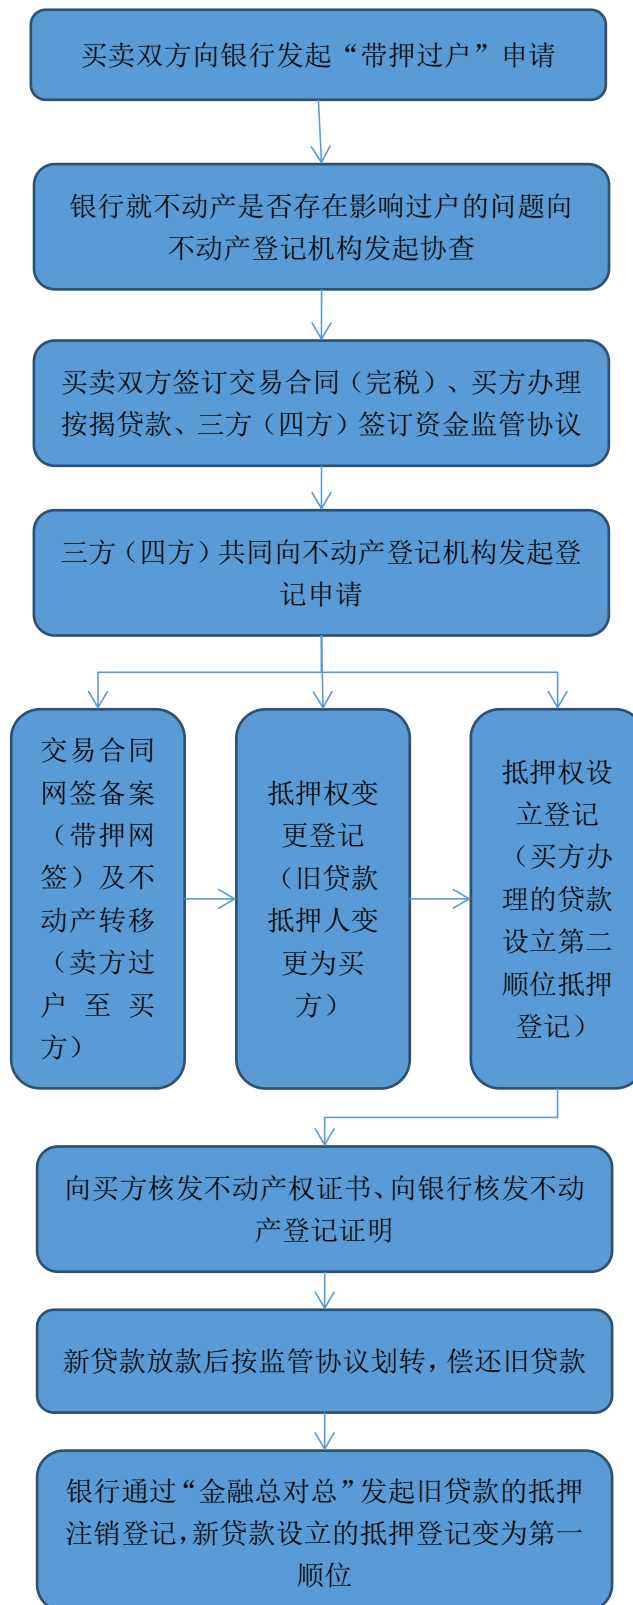 买卖双方向银行发起“带押过户”申请
银行就不动产是否存在影响过户的问题向
不动产登记机构发起协查
买卖双方签订交易合同（完税）、买方办理
按揭贷款、三方（四方）签订资金监管协议
三方（四方）共同向不动产登记机构发起登
记申请
交易合同
网签备案
（带押网
签）及不
动产转移
（卖方过
户至买
方）
抵押权变
更登记
（旧贷款
抵押人变
更为买
方）
抵押权设
立登记
（买方办
理的贷款
设立第二
顺位抵押
登记）
向买方核发不动产权证书、向银行核发不动
产登记证明
新贷款放款后按监管协议划转，偿还旧贷款
银行通过“金融总对总”发起旧贷款的抵押
注销登记，新贷款设立的抵押登记变为第一
顺位